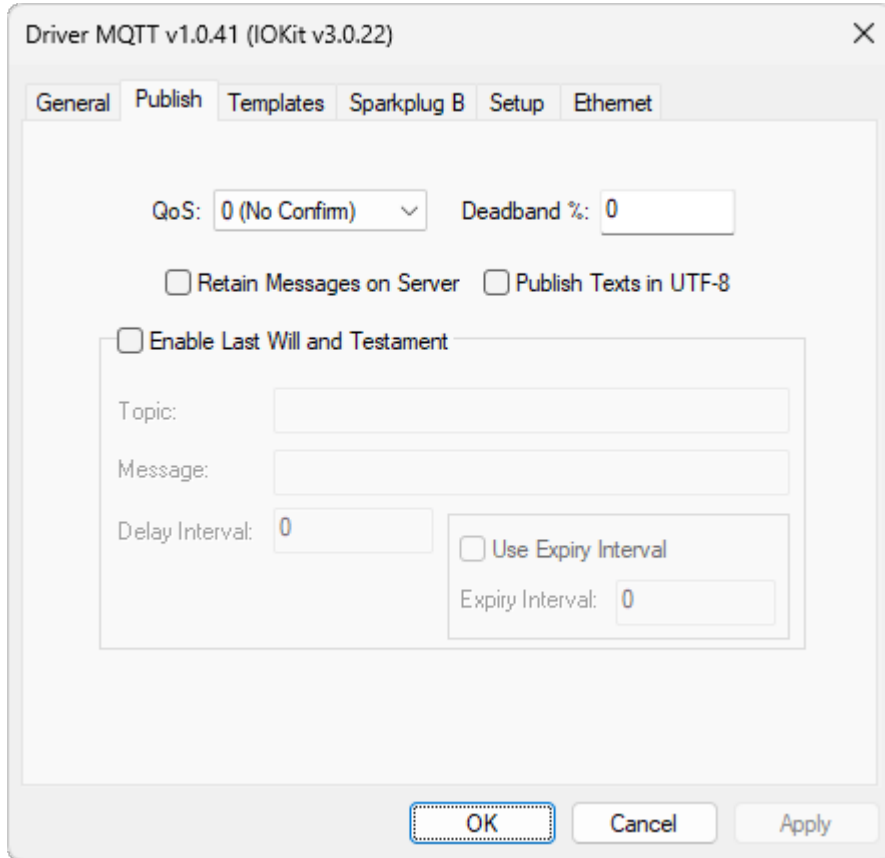 Driver MQTT v1.0.41 (IOKit v3.0.22)
General Publish Templates Sparkplug B Setup Ethernet
QoS: 0 (No Confirm) Deadband %: 0
Retain Messages on Server Publish Texts in UTF-8
Enable Last Will and Testament
Topic:
Message:
Delay Interval: 0
Use Expiry Interval
Expiry Interval: 0
OK Cancel Apply